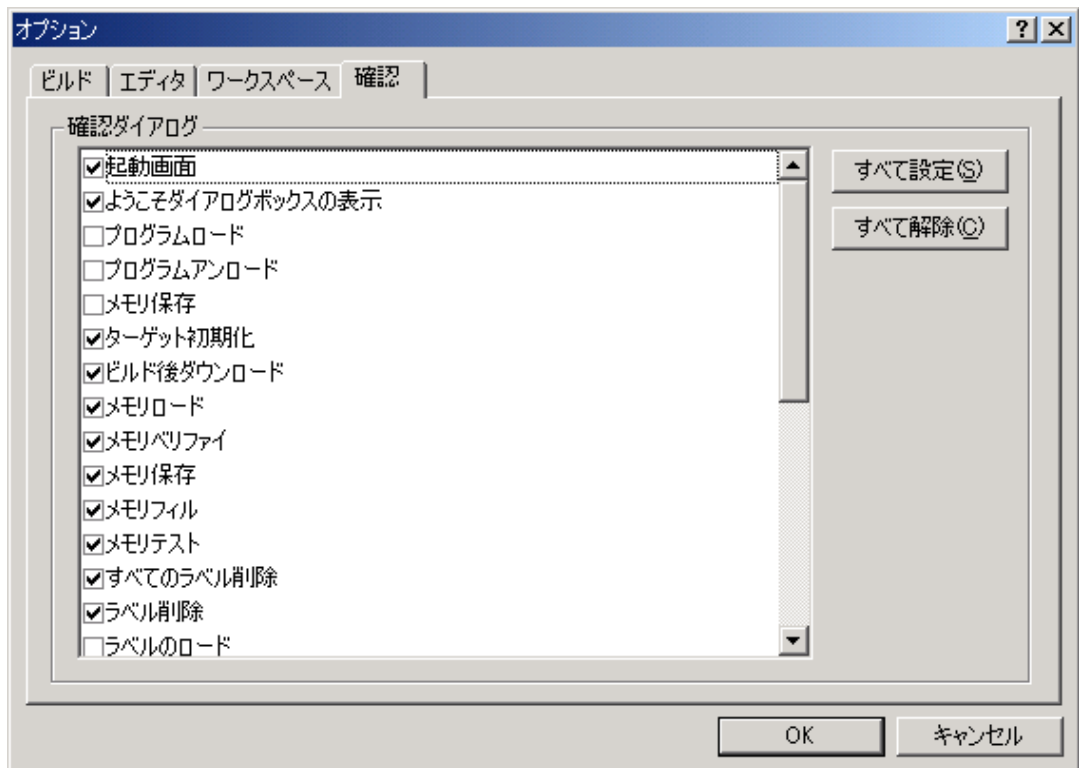 オプション
ビルド エディタ ワークスペース 確認
確認ダイアログ
起動画面
ようこそダイアログボックスの表示
プログラムロード
プログラムアンロード
メモリ保存
ターゲット初期化
ビルド後ダウンロード
メモリロード
メモリベリファイ
メモリ保存
メモリフィル
メモリテスト
すべてのラベル削除
ラベル削除
ラベルのロード
すべて設定(S)
すべて解除(C)
OK キャンセル